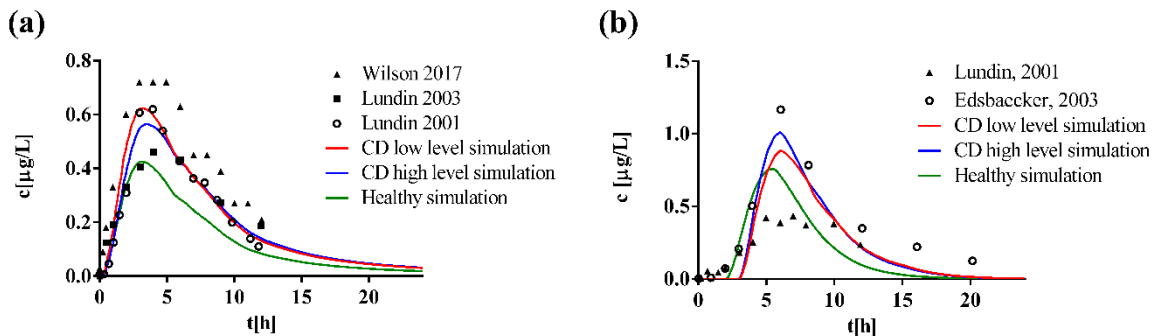 (a)
0.8
0.6
0.4
0.2
0.0
c[µg/L]
0
5
10
15
20
t[h]
Wilson 2017
Lundin 2003
Lundin 2001
CD low level simulation
CD high level simulation
Healthy simulation
(b)
1.5
1.0
0.5
0.0
c [µg/L]
0
5
10
15
20
t[h]
Lundin, 2001
Edsbaecker, 2003
CD low level simulation
CD high level simulation
Healthy simulation